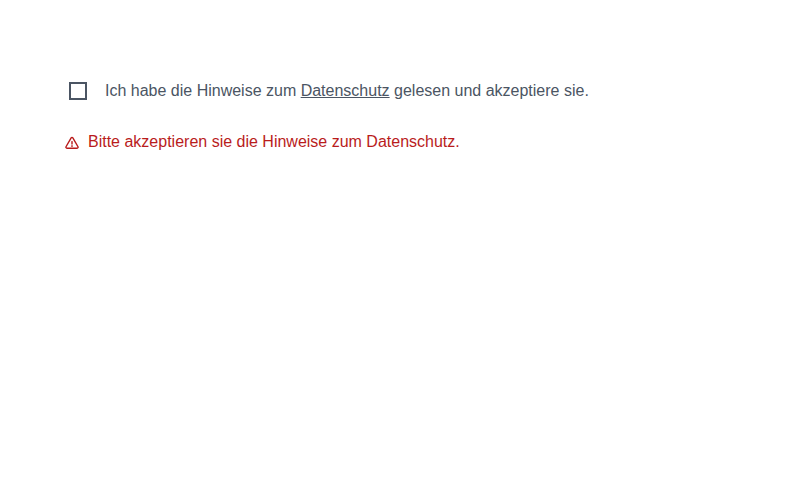 Ich habe die Hinweise zum Datenschutz gelesen und akzeptiere sie.
Bitte akzeptieren sie die Hinweise zum Datenschutz.